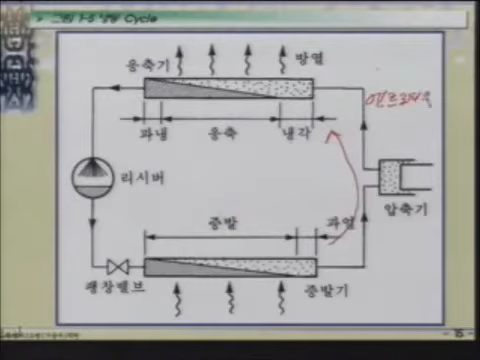 그림 1-5 냉동 Cycle
응축기
방열
과냉
응축
냉각
엔트로피
리시버
압축기
증발
과열
팽창밸브
증발기